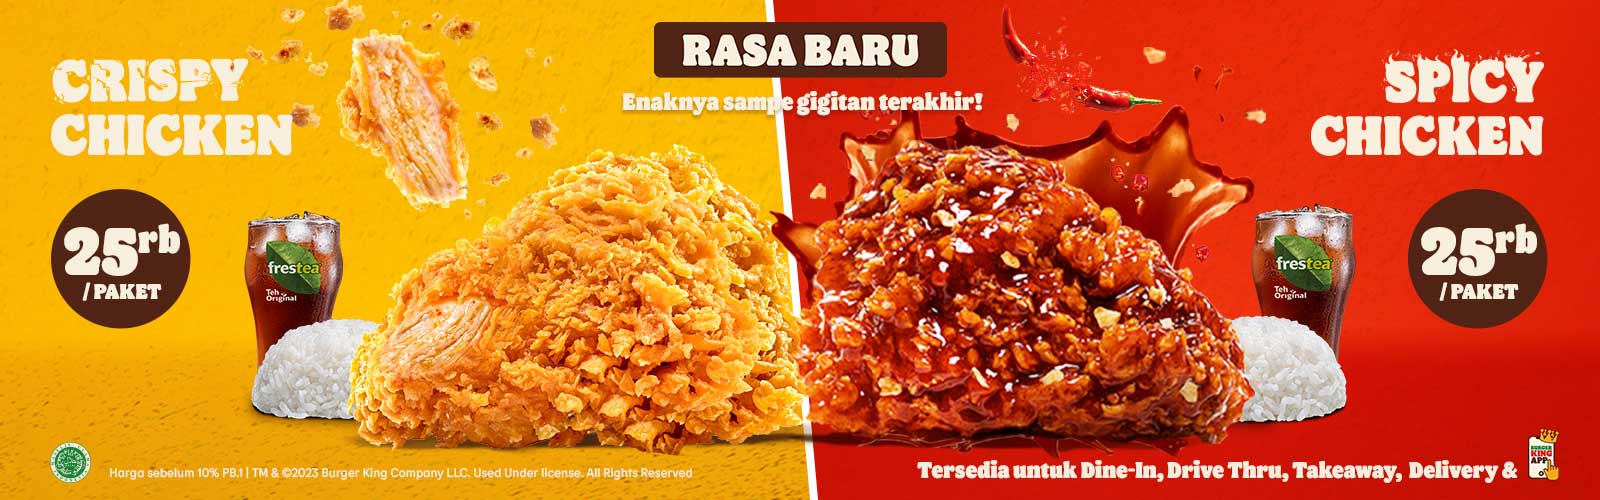 RASA BARU
Enaknya sampe gigitan terakhir!
CRISPY
CHICKEN
25rb
/ PAKET
frestea
Teh
Original
SPICY
CHICKEN
25rb
/ PAKET
frestea
Teh
Original
Harga sebelum 10% PB.1 | TM & ©2023 Burger King Company LLC. Used Under license. All Rights Reserved
Tersedia untuk Dine-In, Drive Thru, Takeaway, Delivery &
BURGER
KING
APP